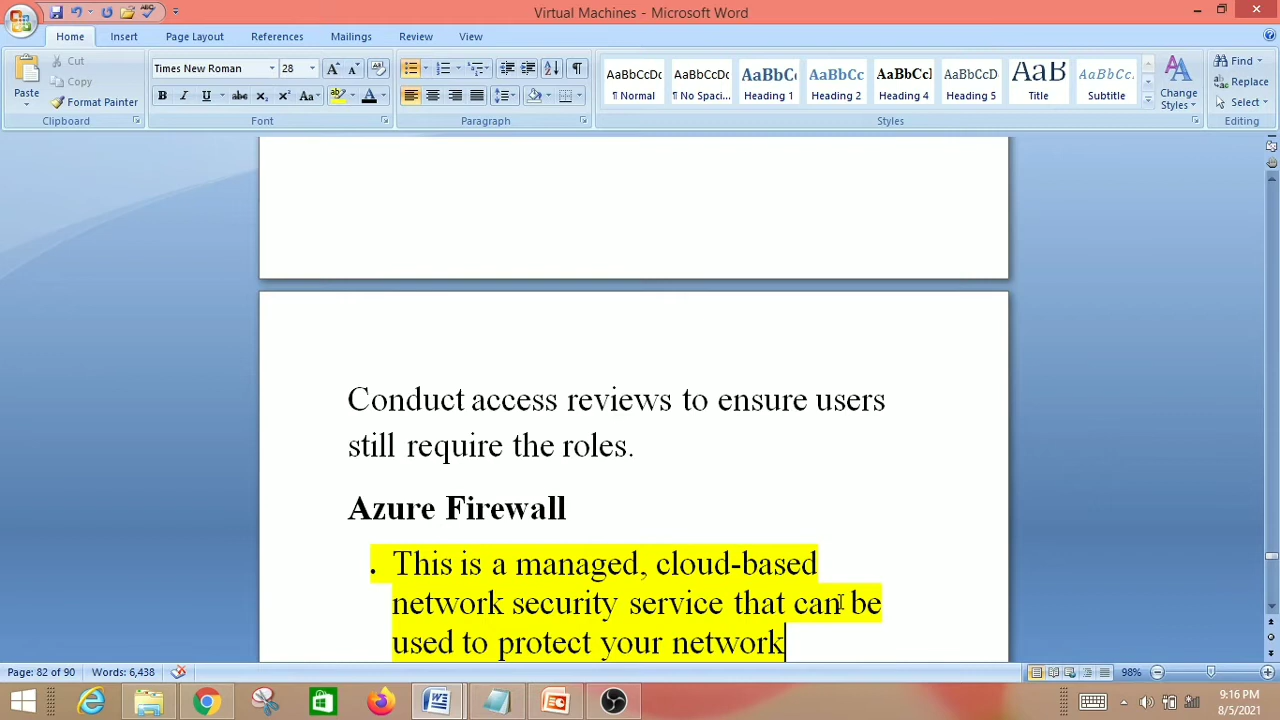 Virtual Machines - Microsoft Word
Home Insert Page Layout References Mailings Review View
Paste
Cut
Copy
Format Painter
Clipboard
Times New Roman 28
Font
Paragraph
AaBbCcDc AaBbCcDc AaBbCc AaBbCc AaBbCcI AaBbCcD AaB AaBbCc.
¶ Normal ¶ No Spaci... Heading 1 Heading 2 Heading 4 Heading 5 Title Subtitle
Change Styles
Styles
Find
Replace
Select
Editing
Conduct access reviews to ensure users
still require the roles.
Azure Firewall
• This is a managed, cloud-based
network security service that can be
used to protect your network
Page: 82 of 90 Words: 6,438 98%
9:16 PM
8/5/2021